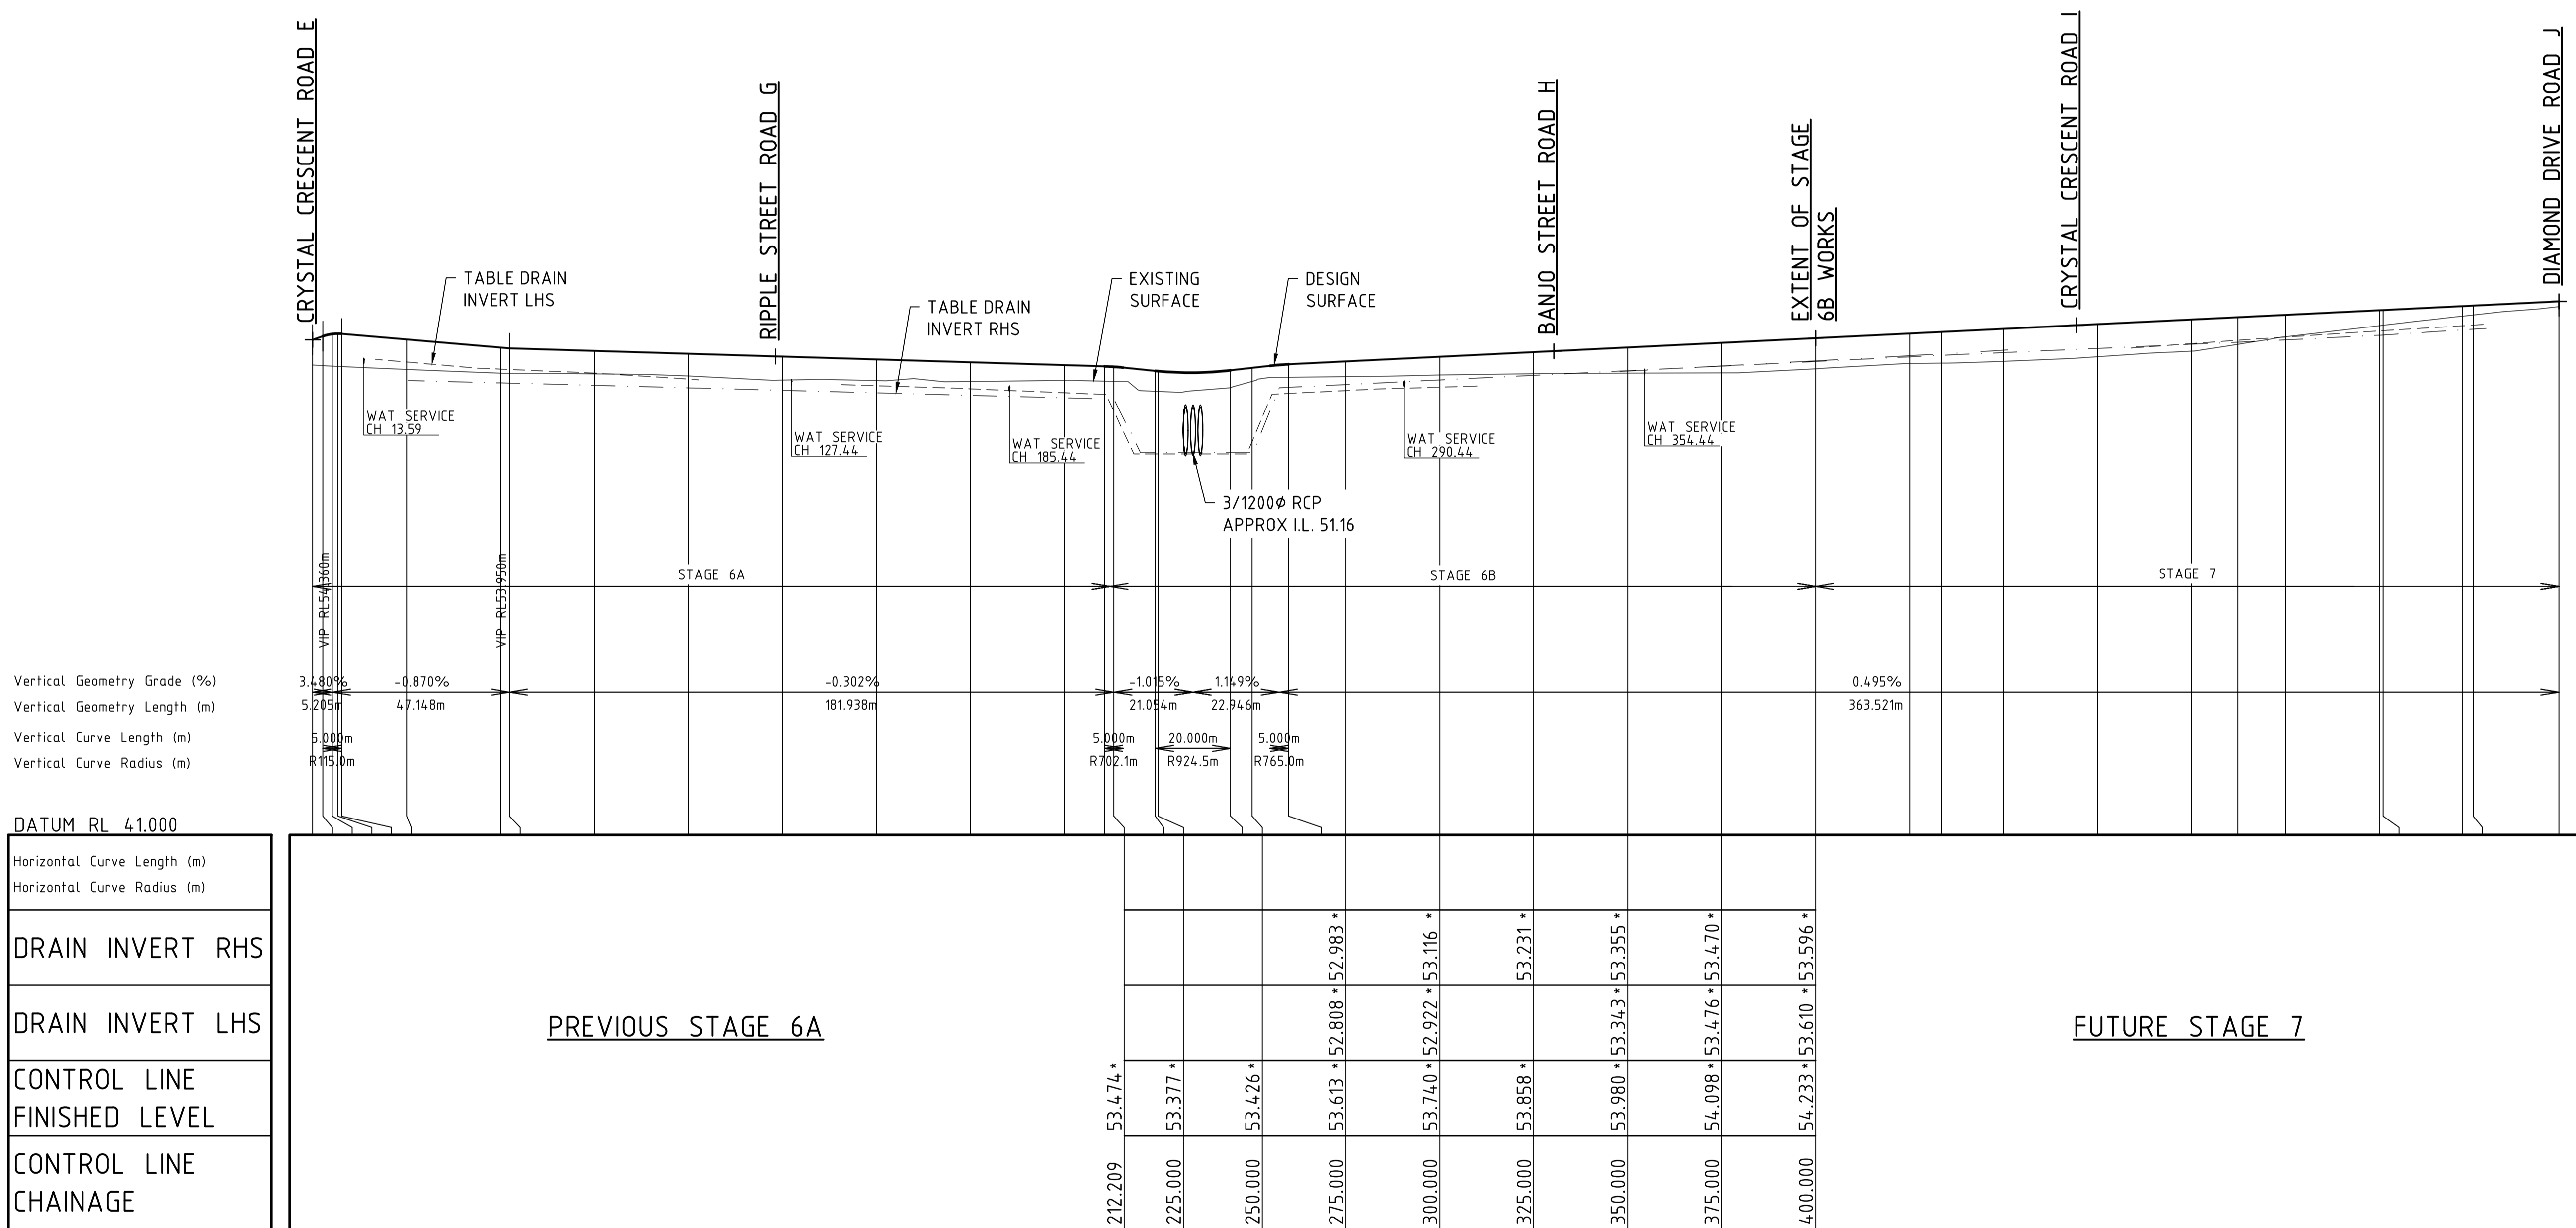 CRYSTAL CRESCENT ROAD E
RIPPLE STREET ROAD G
BANJO STREET ROAD H
EXTENT OF STAGE
6B WORKS
CRYSTAL CRESCENT ROAD I
DIAMOND DRIVE ROAD J
TABLE DRAIN
INVERT LHS
TABLE DRAIN
INVERT RHS
EXISTING
SURFACE
DESIGN
SURFACE
WAT SERVICE
CH 13.59
WAT SERVICE
CH 127.44
WAT SERVICE
CH 185.44
WAT SERVICE
CH 290.44
WAT SERVICE
CH 354.44
3/1200ø RCP
APPROX I.L. 51.16
VIP RL54.360m
VIP RL53.950m
STAGE 6A
STAGE 6B
STAGE 7
Vertical Geometry Grade (%)
3.480% -0.870% -0.302% -1.015% 1.149% 0.495%
Vertical Geometry Length (m)
5.205m 47.148m 181.938m 21.054m 22.946m 363.521m
Vertical Curve Length (m)
5.000m 5.000m 20.000m 5.000m
Vertical Curve Radius (m)
R115.0m R702.1m R924.5m R765.0m
DATUM RL 41.000
Horizontal Curve Length (m)
Horizontal Curve Radius (m)
DRAIN INVERT RHS
52.983 * 53.116 * 53.231 * 53.355 * 53.470 * 53.596 *
DRAIN INVERT LHS
52.808 * 52.922 * 53.343 * 53.476 * 53.610 *
CONTROL LINE
FINISHED LEVEL
53.474 * 53.377 * 53.426 * 53.613 * 53.740 * 53.858 * 53.980 * 54.098 * 54.233 *
CONTROL LINE
CHAINAGE
212.209 225.000 250.000 275.000 300.000 325.000 350.000 375.000 400.000
PREVIOUS STAGE 6A
FUTURE STAGE 7